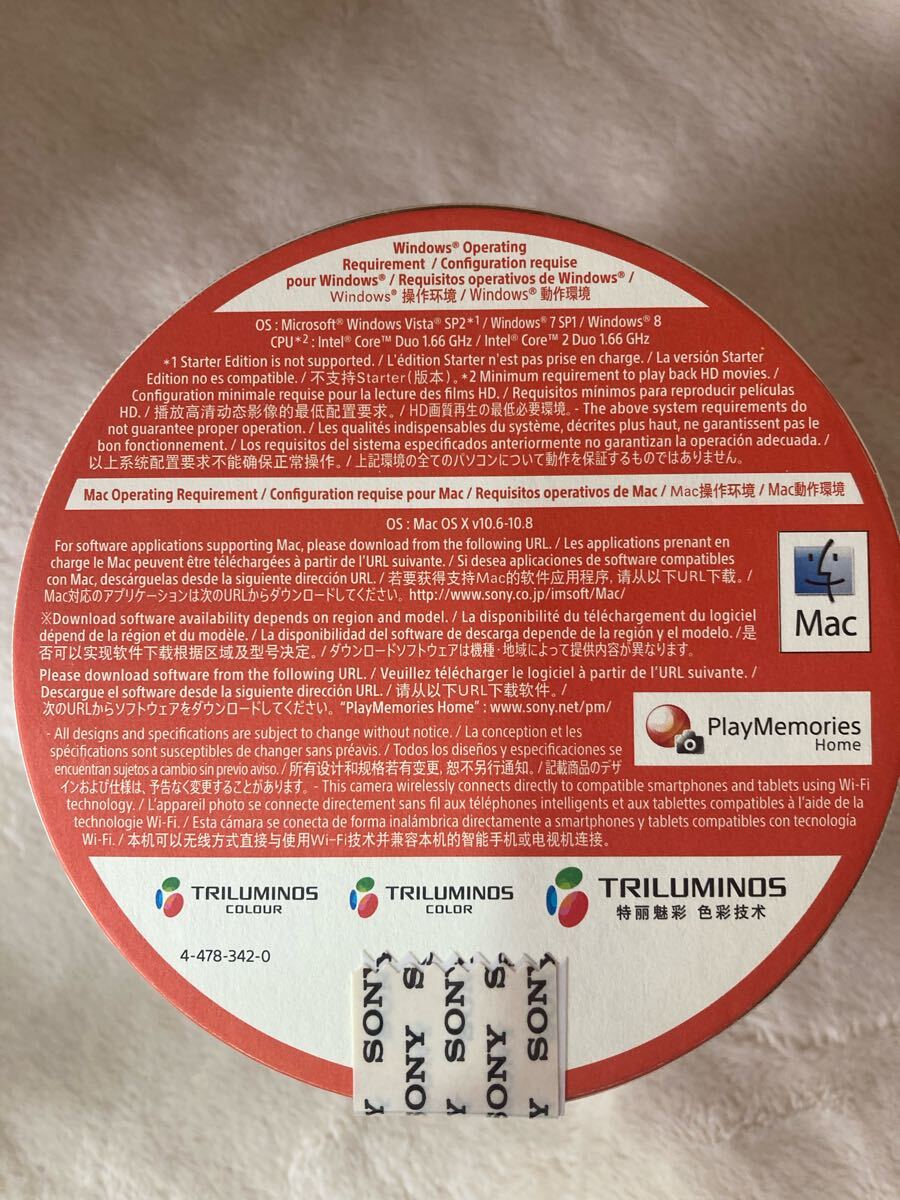 Windows® Operating
Requirement / Configuration requise
pour Windows® / Requisitos operativos de Windows® /
Windows® 操作环境 / Windows® 動作環境
OS : Microsoft® Windows Vista® SP2*1 / Windows® 7 SP1 / Windows® 8
CPU*2 : Intel® Core™ Duo 1.66 GHz / Intel® Core™ 2 Duo 1.66 GHz
*1 Starter Edition is not supported. / L'édition Starter n'est pas prise en charge. / La versión Starter
Edition no es compatible. / 不支持Starter(版本)。*2 Minimum requirement to play back HD movies. /
Configuration minimale requise pour la lecture des films HD. / Requisitos mínimos para reproducir películas
HD. / 播放高清动态影像的最低配置要求。/ HD画質再生の最低必要環境。- The above system requirements do
not guarantee proper operation. / Les qualités indispensables du système, décrites plus haut, ne garantissent pas le
bon fonctionnement. / Los requisitos del sistema especificados anteriormente no garantizan la operación adecuada. /
以上系统配置要求不能确保正常操作。/ 上記環境の全てのパソコンについて動作を保証するものではありません。
Mac Operating Requirement / Configuration requise pour Mac / Requisitos operativos de Mac / Mac操作环境 / Mac動作環境
OS : Mac OS X v10.6-10.8
For software applications supporting Mac, please download from the following URL. / Les applications prenant en
charge le Mac peuvent être téléchargées à partir de l'URL suivante. / Si desea aplicaciones de software compatibles
con Mac, descárguelas desde la siguiente dirección URL. / 若要获得支持Mac的软件应用程序,请从以下URL下载。/
Mac対応のアプリケーションは次のURLからダウンロードしてください。http://www.sony.co.jp/imsoft/Mac/
Mac
※Download software availability depends on region and model. / La disponibilité du téléchargement du logiciel
dépend de la région et du modèle. / La disponibilidad del software de descarga depende de la región y el modelo. /是
否可以实现软件下载根据区域及型号决定。/ ダウンロードソフトウェアは機種・地域によって提供内容が異なります。
Please download software from the following URL. / Veuillez télécharger le logiciel à partir de l'URL suivante. /
Descargue el software desde la siguiente dirección URL. / 请从以下URL下载软件。/
次のURLからソフトウェアをダウンロードしてください。"PlayMemories Home" : www.sony.net/pm/
PlayMemories
Home
- All designs and specifications are subject to change without notice. / La conception et les
spécifications sont susceptibles de changer sans préavis. / Todos los diseños y especificaciones se
encuentran sujetos a cambio sin previo aviso. / 所有设计和规格若有变更,恕不另行通知。/ 記載商品のデザ
インおよび仕様は、予告なく変更することがあります。- This camera wirelessly connects directly to compatible smartphones and tablets using Wi-Fi
technology. / L'appareil photo se connecte directement sans fil aux téléphones intelligents et aux tablettes compatibles à l'aide de la
technologie Wi-Fi. / Esta cámara se conecta de forma inalámbrica directamente a smartphones y tablets compatibles con tecnología
Wi-Fi. / 本机可以无线方式直接与使用Wi-Fi技术并兼容本机的智能手机或电视机连接。
TRILUMINOS
COLOUR
TRILUMINOS
COLOR
TRILUMINOS
特丽魅彩 色彩技术
4-478-342-0
SONY
SONY
SONY
SONY
SONY